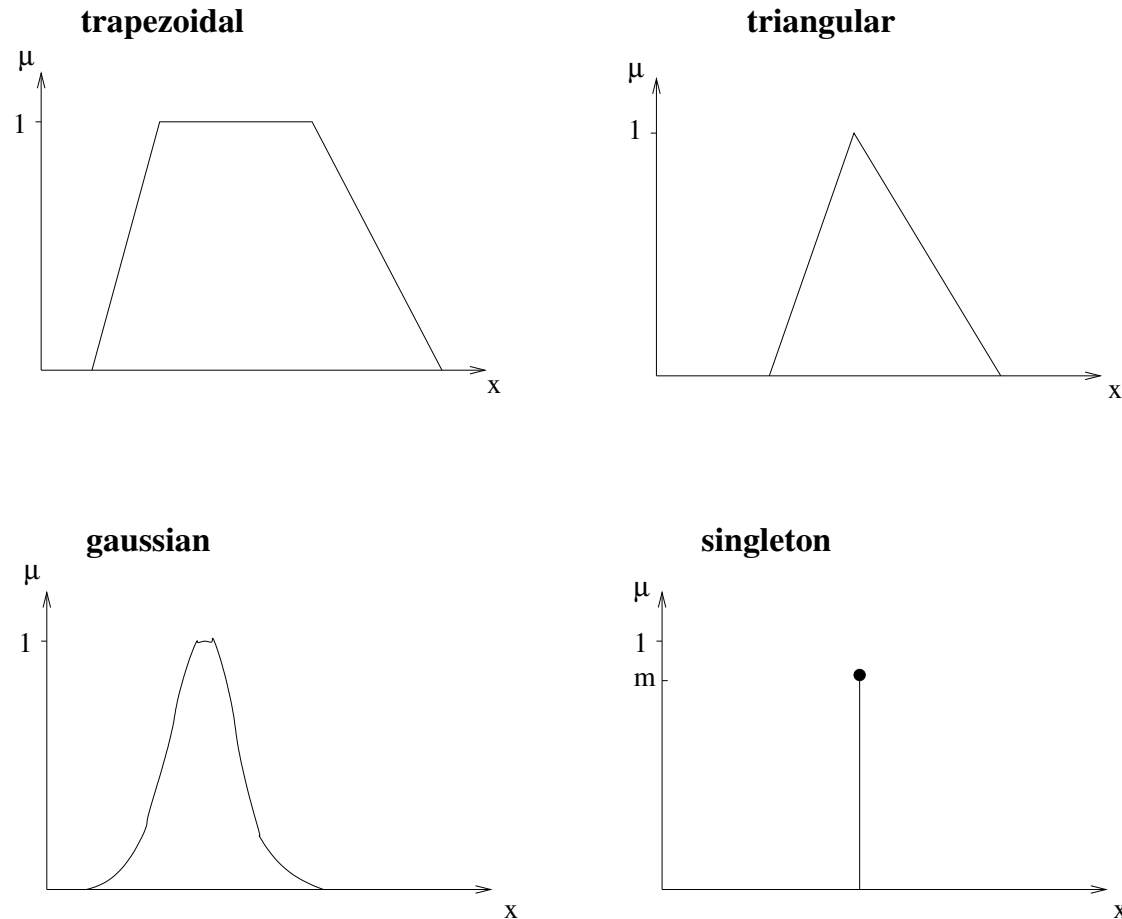 trapezoidal
μ
1
x
triangular
μ
1
x
gaussian
μ
1
x
singleton
μ
1
m
x